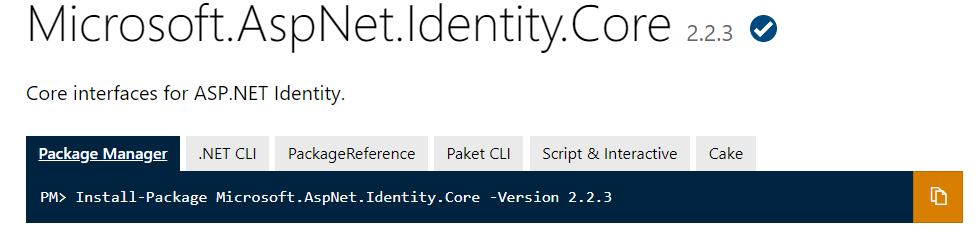 Microsoft.AspNet.Identity.Core 2.2.3
Core interfaces for ASP.NET Identity.
Package Manager .NET CLI PackageReference Paket CLI Script & Interactive Cake
PM> Install-Package Microsoft.AspNet.Identity.Core -Version 2.2.3